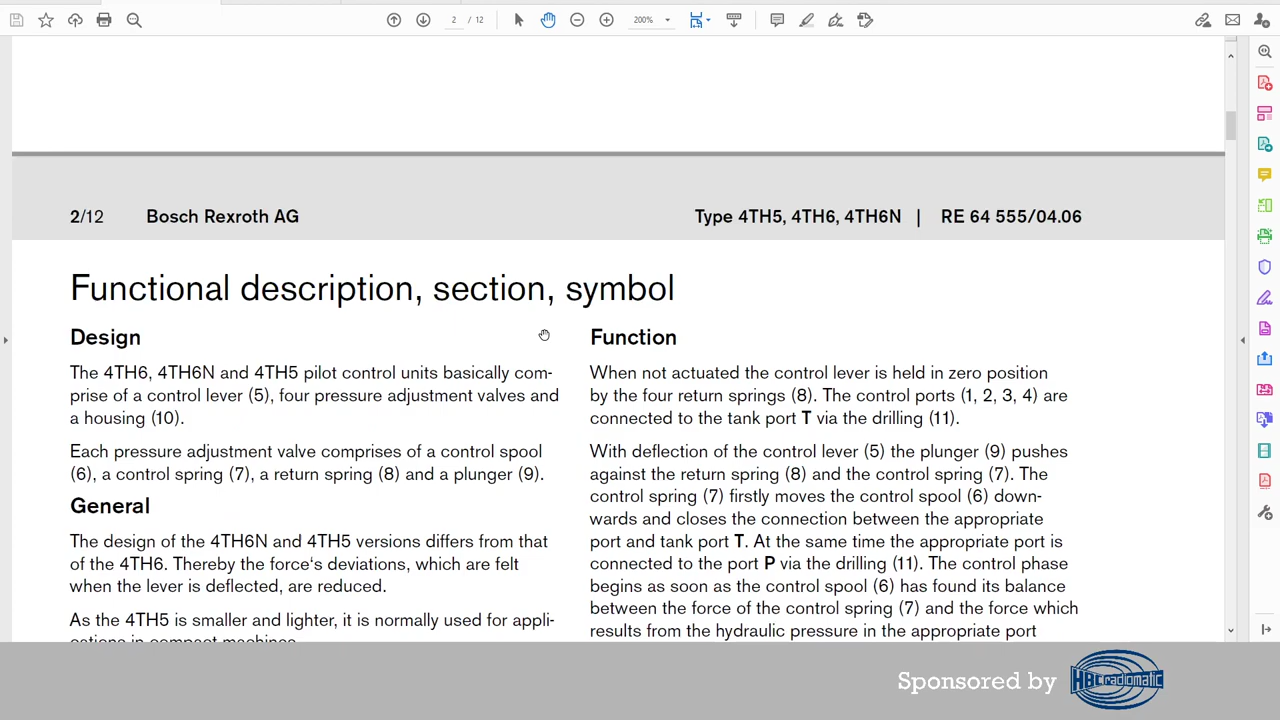 2 / 12
200%
2/12 Bosch Rexroth AG Type 4TH5, 4TH6, 4TH6N | RE 64 555/04.06
Functional description, section, symbol
Design
The 4TH6, 4TH6N and 4TH5 pilot control units basically com-
prise of a control lever (5), four pressure adjustment valves and
a housing (10).
Each pressure adjustment valve comprises of a control spool
(6), a control spring (7), a return spring (8) and a plunger (9).
General
The design of the 4TH6N and 4TH5 versions differs from that
of the 4TH6. Thereby the force's deviations, which are felt
when the lever is deflected, are reduced.
As the 4TH5 is smaller and lighter, it is normally used for appli-
cations in compact machines.
Function
When not actuated the control lever is held in zero position
by the four return springs (8). The control ports (1, 2, 3, 4) are
connected to the tank port T via the drilling (11).
With deflection of the control lever (5) the plunger (9) pushes
against the return spring (8) and the control spring (7). The
control spring (7) firstly moves the control spool (6) down-
wards and closes the connection between the appropriate
port and tank port T. At the same time the appropriate port is
connected to the port P via the drilling (11). The control phase
begins as soon as the control spool (6) has found its balance
between the force of the control spring (7) and the force which
results from the hydraulic pressure in the appropriate port
Sponsored by HBC radiomatic